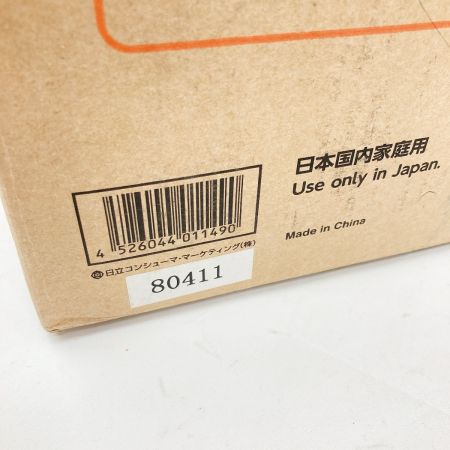 日本国内家庭用
Use only in Japan.
Made in China
4 526044 011490
日立コンシューマ・マーケティング(株)
80411